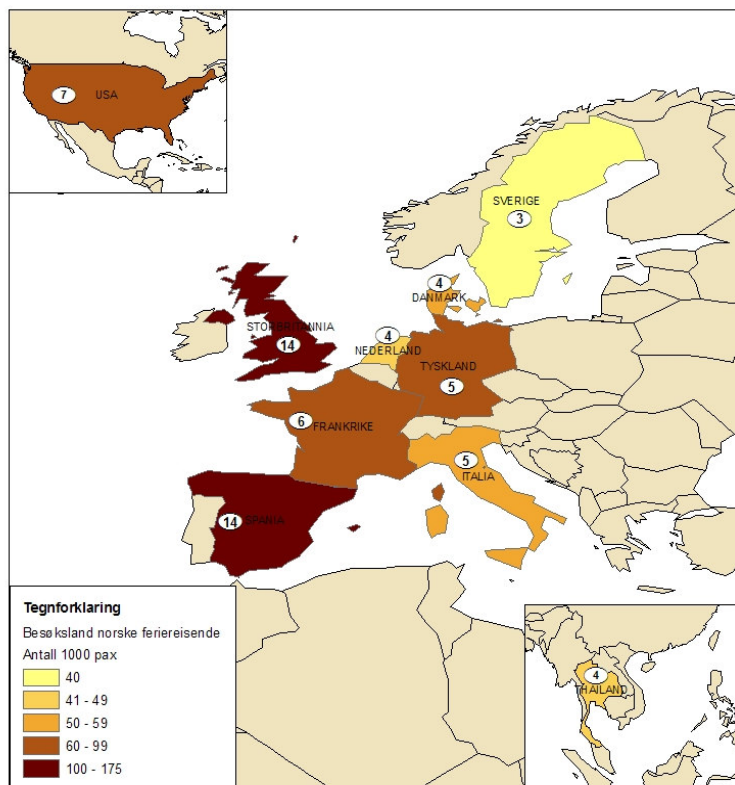 7
USA
SVERIGE
3
4
DANMARK
STORBRITANNIA
14
4
NEDERLAND
TYSKLAND
5
6
FRANKRIKE
5
ITALIA
14
SPANIA
Tegnforklaring
Besøksland norske feriereisende
Antall 1000 pax
40
41 - 49
50 - 59
60 - 99
100 - 175
4
THAILAND